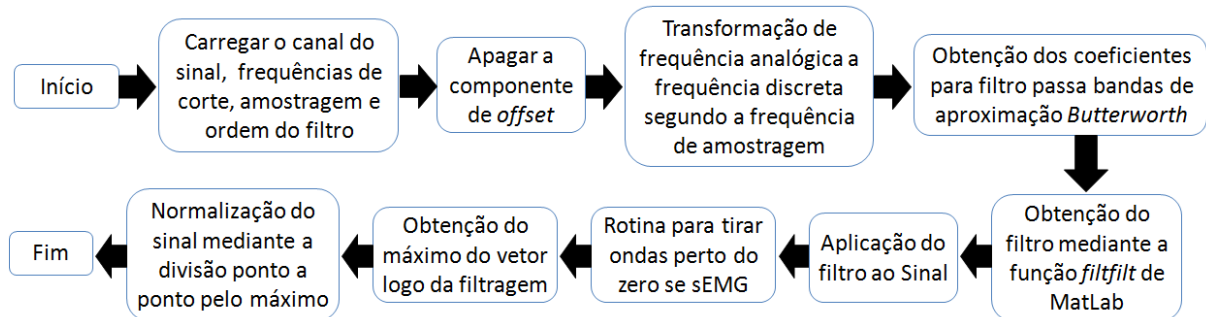 Início
Carregar o canal do
sinal, frequências de
corte, amostragem e
ordem do filtro
Apagar a
componente
de offset
Transformação de
frequência analógica a
frequência discreta
segundo a frequência
de amostragem
Obtenção dos coeficientes
para filtro passa bandas de
aproximação Butterworth
Obtenção do
filtro mediante a
função filtfilt de
MatLab
Aplicação do
filtro ao Sinal
Rotina para tirar
ondas perto do
zero se sEMG
Obtenção do
máximo do vetor
logo da filtragem
Normalização do
sinal mediante a
divisão ponto a
ponto pelo máximo
Fim